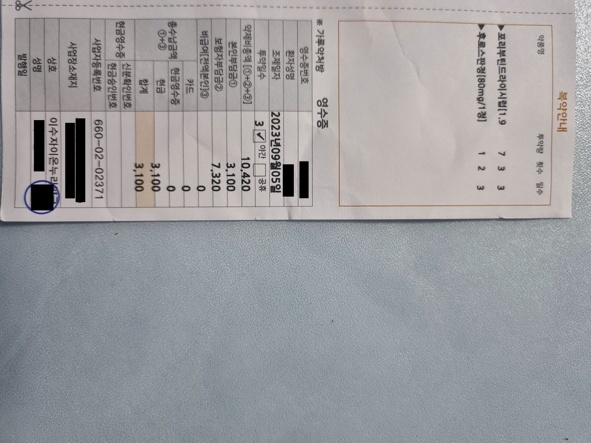 복약안내
약품명 투약량 횟수 일수
▶포리부틴드라이시럽[1.9 7 3 3
▶후로스판정[80mg/1정] 1 2 3
※ 가루약처방 영수증
영수증번호
환자성명
조제일자 2023년09월05일
투약일수 3 ✓ 야간 공휴
약제비총액 [①+②+③] 10,420
본인부담금① 3,100
보험자부담금② 7,320
비급여[전액본인]③ 0
총수납금액 ①+③ 카드 0
현금영수증 0
현금 3,100
합계 3,100
현금영수증 신분확인번호
현금승인번호
사업자등록번호 660-02-02371
사업장소재지
상호 이수자이온누리
성명
발행일